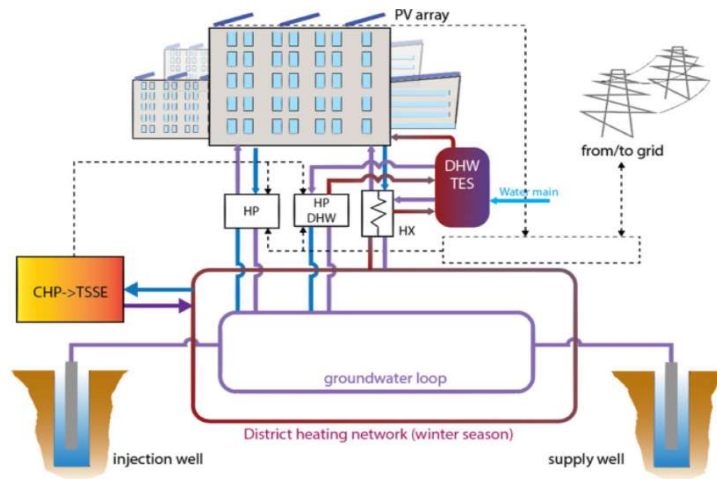 PV array
from/to grid
DHW
TES
Water main
HP
HP
DHW
HX
CHP->TSSE
groundwater loop
District heating network (winter season)
injection well
supply well